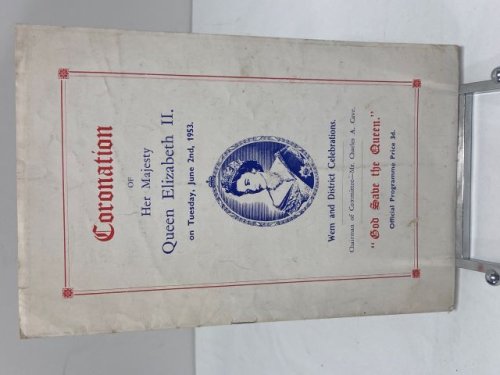 Coronation
OF
Her Majesty
Queen Elizabeth II.
on Tuesday, June 2nd, 1953.
Wem and District Celebrations.
Chairman of Committee—Mr. Charles A. Cave.
"God Save the Queen."
Official Programme Price 3d.